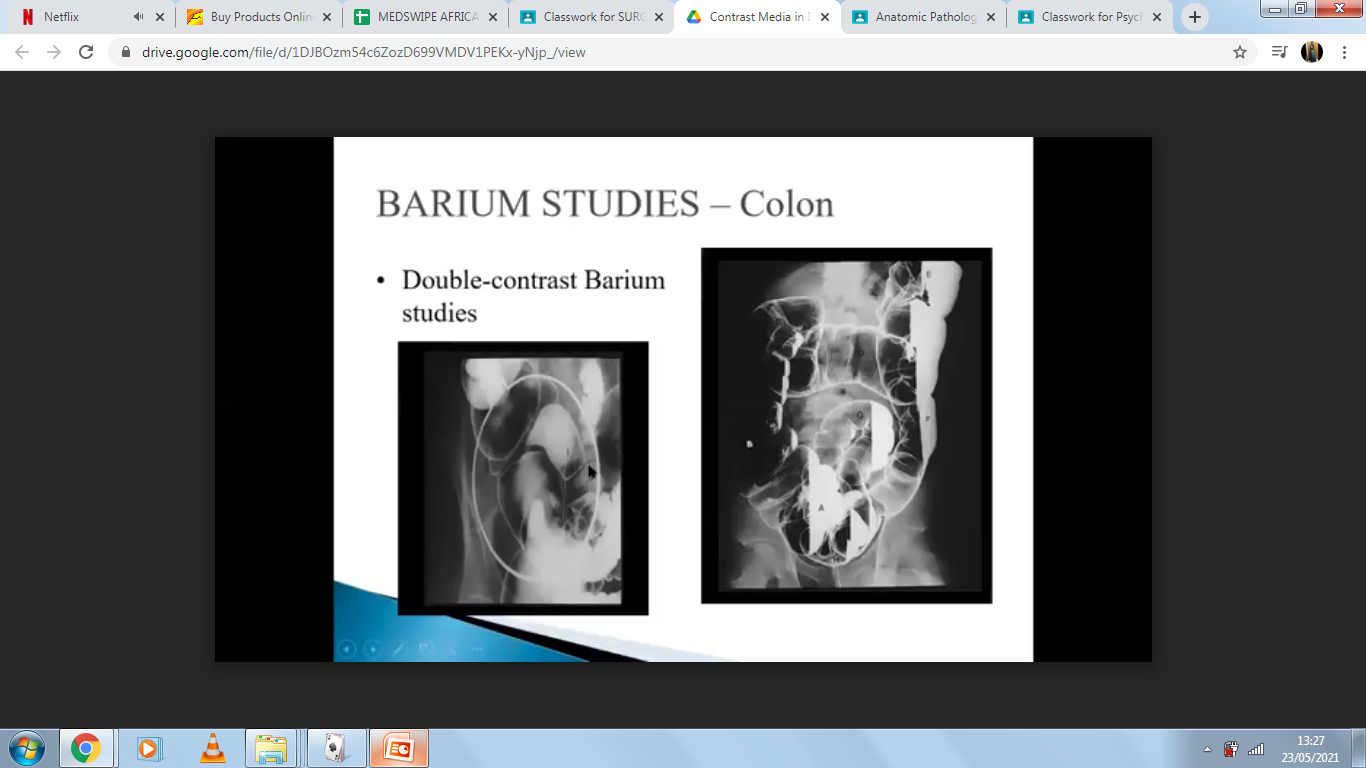 Netflix
Buy Products Onlin
MEDSWIPE AFRICA
Classwork for SURG
Contrast Media in
Anatomic Patholog
Classwork for Psych
drive.google.com/file/d/1DJBOzm54c6ZozD699VMDV1PEKx-yNjp_/view
BARIUM STUDIES – Colon
• Double-contrast Barium
studies
E
D
F
G
B
A
13:27
23/05/2021